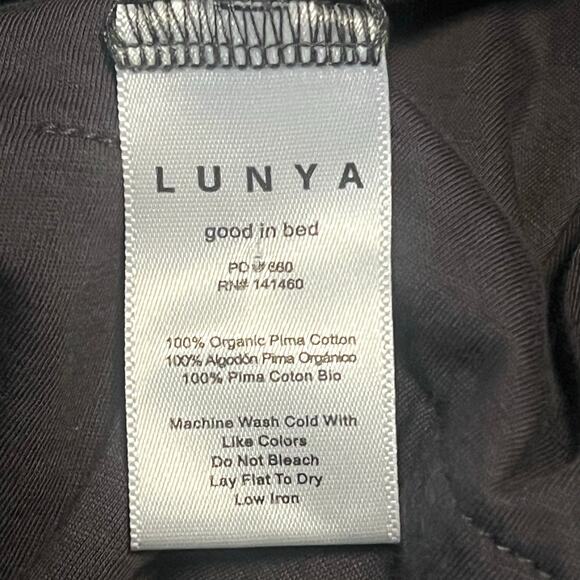 LUNYA
good in bed
PO # 660
RN# 141460
100% Organic Pima Cotton
100% Algodón Pima Orgánico
100% Pima Coton Bio
Machine Wash Cold With
Like Colors
Do Not Bleach
Lay Flat To Dry
Low Iron